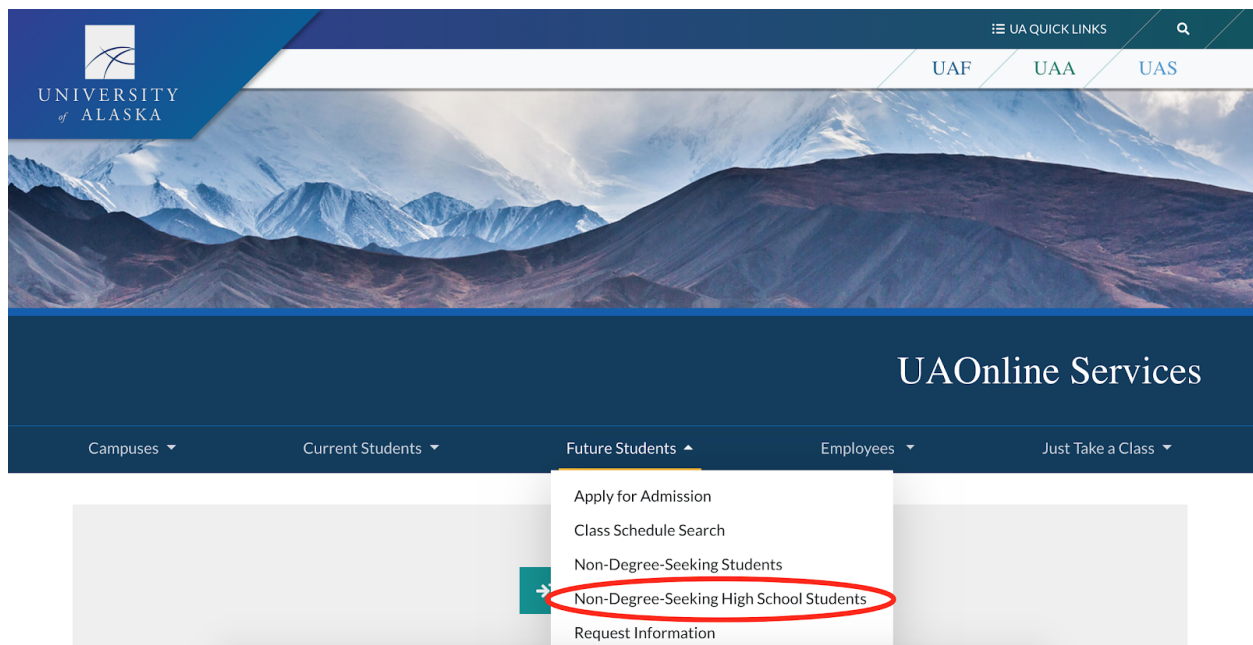 UA QUICK LINKS
UNIVERSITY
of ALASKA
UAF UAA UAS
UAOnline Services
Campuses Current Students Future Students Employees Just Take a Class
Apply for Admission
Class Schedule Search
Non-Degree-Seeking Students
Non-Degree-Seeking High School Students
Request Information